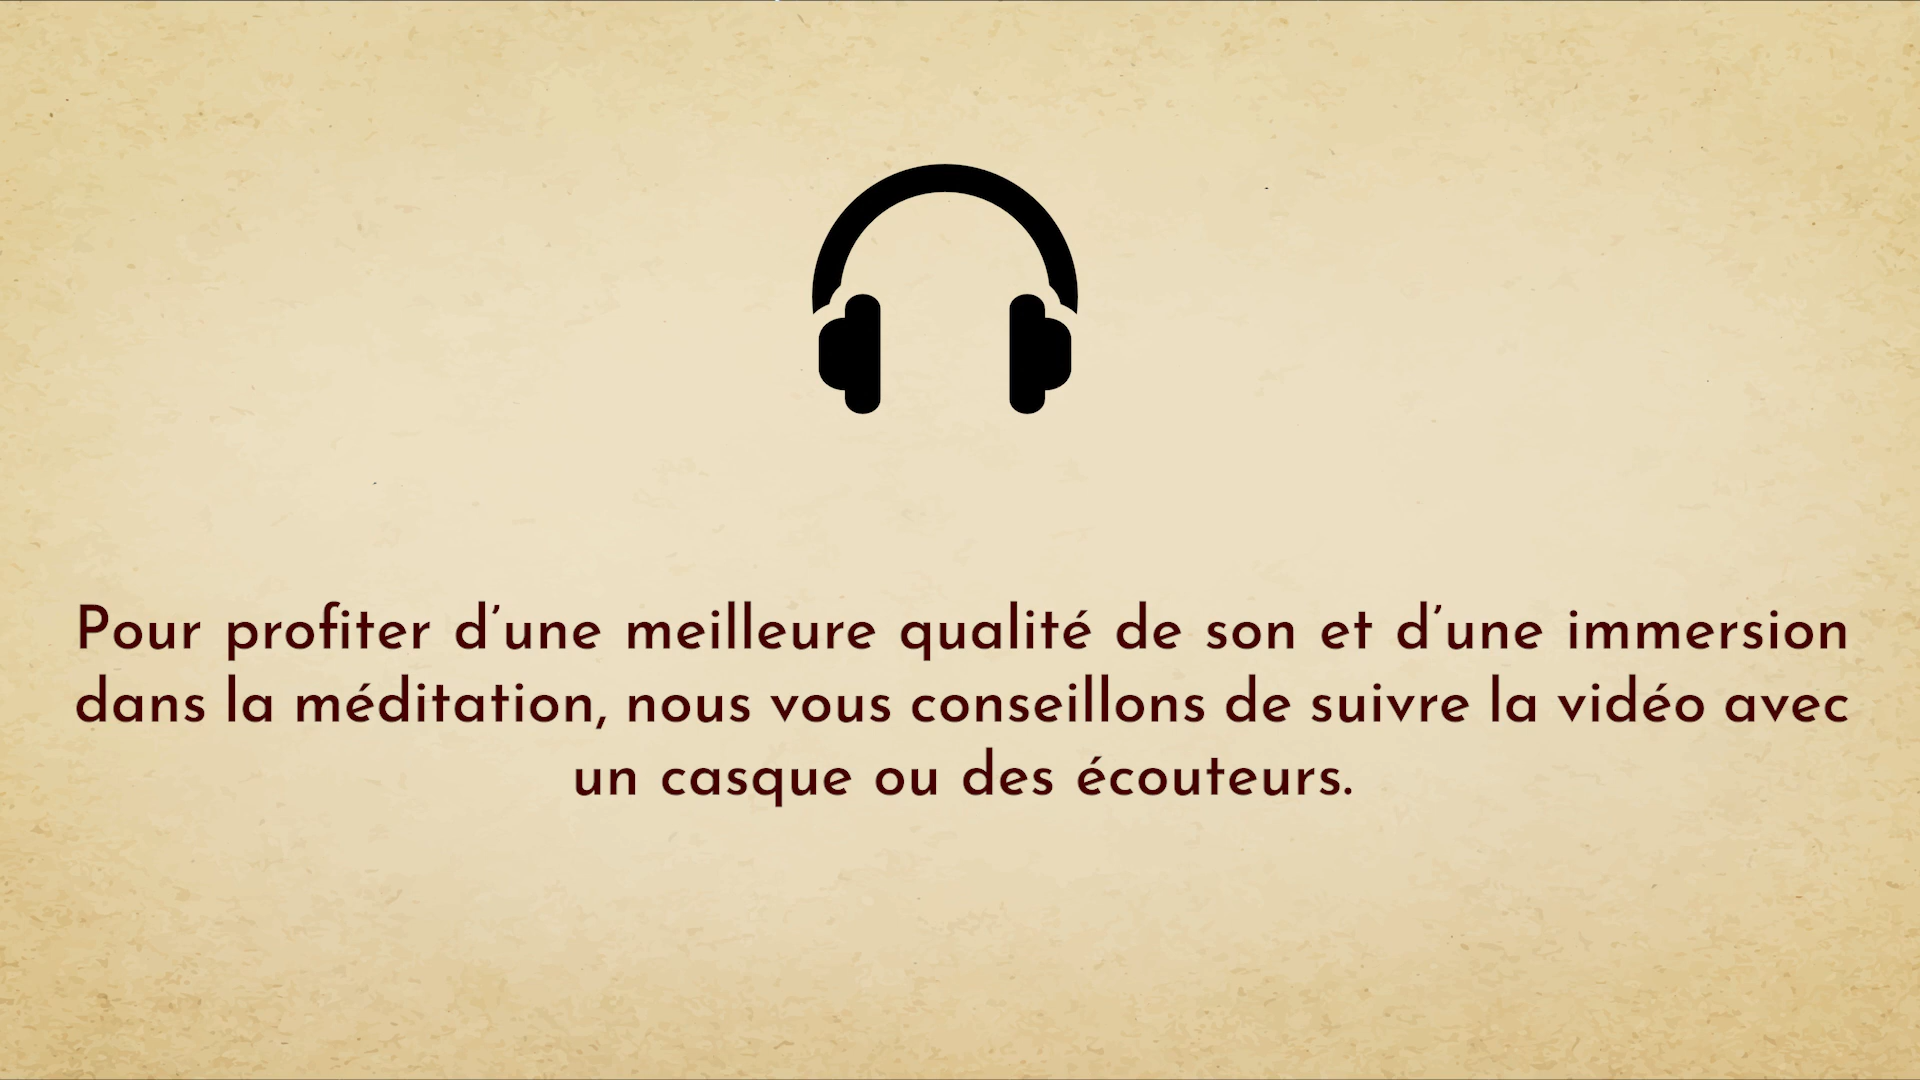 Pour profiter d’une meilleure qualité de son et d’une immersion
dans la méditation, nous vous conseillons de suivre la vidéo avec
un casque ou des écouteurs.